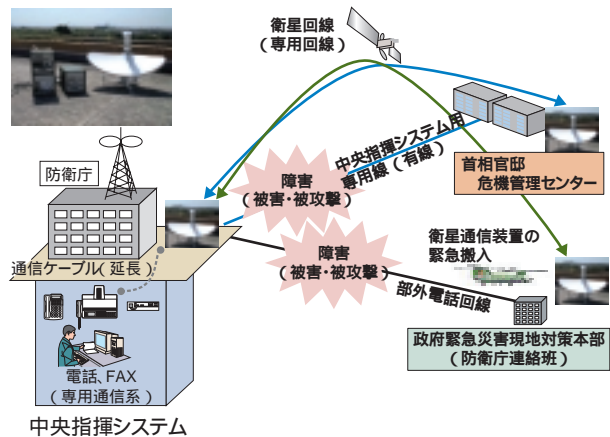 衛星回線
(専用回線)
防衛庁
障害
(被害・被攻撃)
中央指揮システム用
専用線(有線)
首相官邸
危機管理センター
障害
(被害・被攻撃)
衛星通信装置の
緊急搬入
通信ケーブル(延長)
部外電話回線
政府緊急災害現地対策本部
(防衛庁連絡班)
電話、FAX
(専用通信系)
中央指揮システム